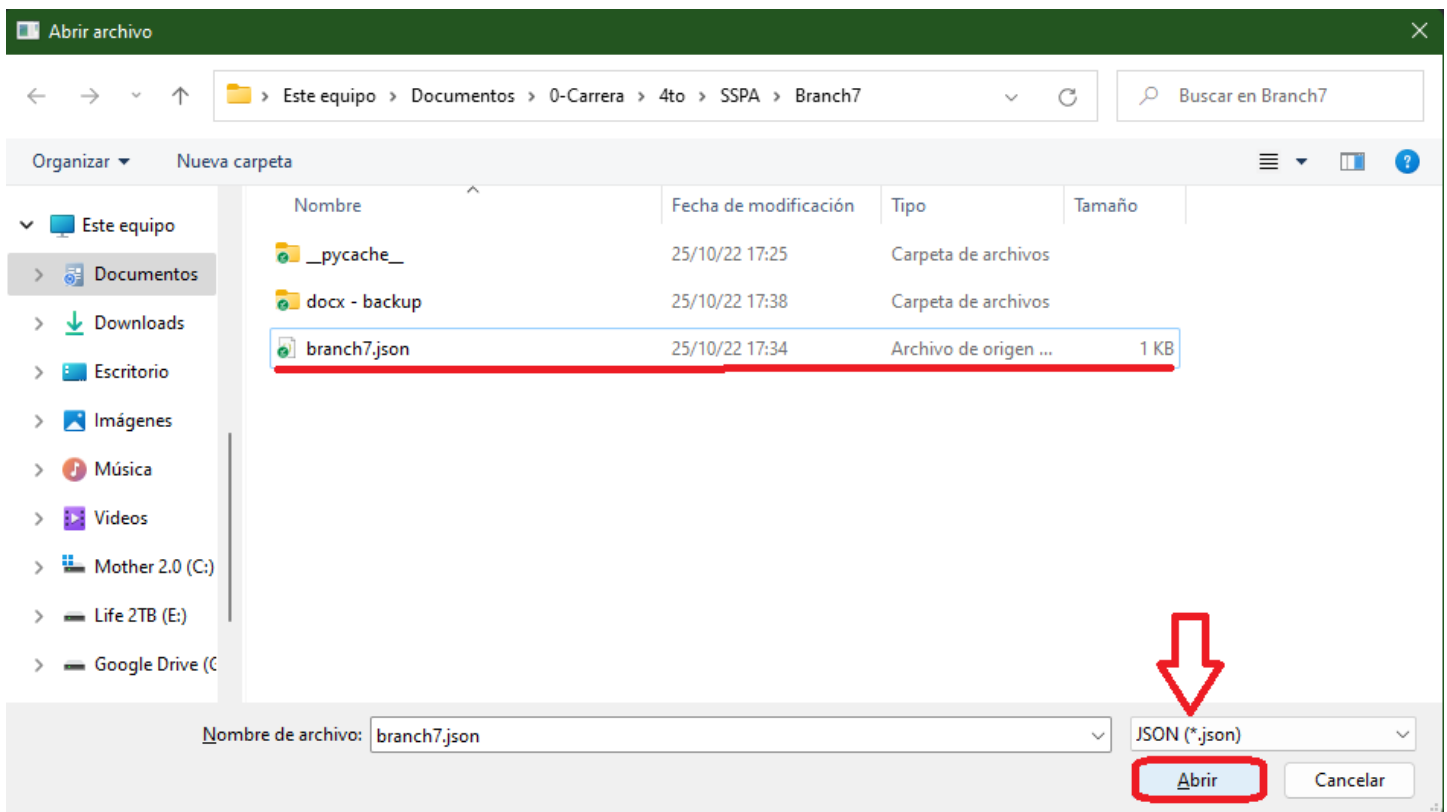 Abrir archivo
Este equipo > Documentos > 0-Carrera > 4to > SSPA > Branch7
Buscar en Branch7
Organizar
Nueva carpeta
Nombre
Fecha de modificación
Tipo
Tamaño
Este equipo
Documentos
Downloads
Escritorio
Imágenes
Música
Videos
Mother 2.0 (C:)
Life 2TB (E:)
Google Drive (G
__pycache__
25/10/22 17:25
Carpeta de archivos
docx - backup
25/10/22 17:38
Carpeta de archivos
branch7.json
25/10/22 17:34
Archivo de origen ...
1 KB
Nombre de archivo:
branch7.json
JSON (*.json)
Abrir
Cancelar